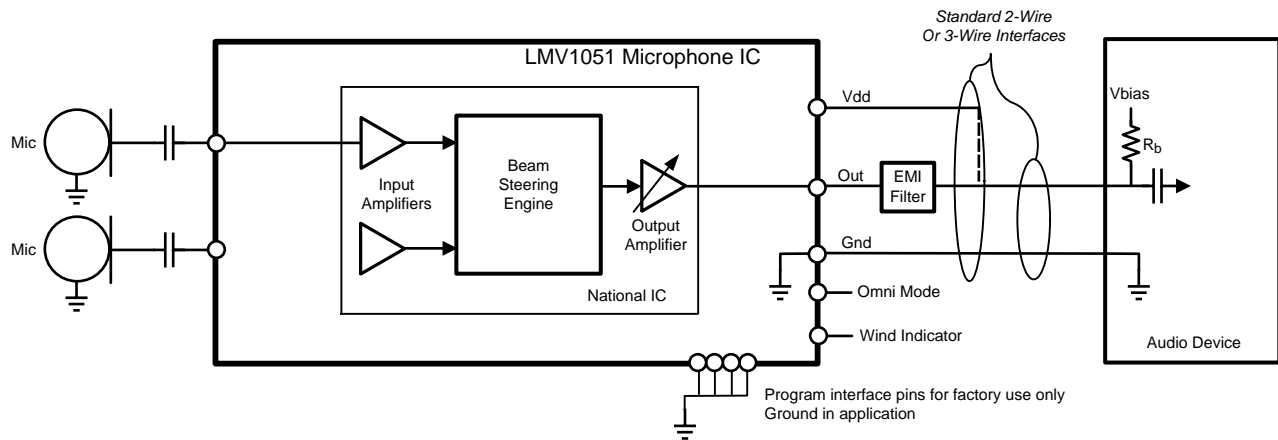 Standard 2-Wire
Or 3-Wire Interfaces
LMV1051 Microphone IC
Vdd
Vbias
Rb
Mic
Input
Amplifiers
Beam
Steering
Engine
Out
EMI
Filter
Output
Amplifier
Mic
Gnd
National IC
Omni Mode
Wind Indicator
Audio Device
Program interface pins for factory use only
Ground in application